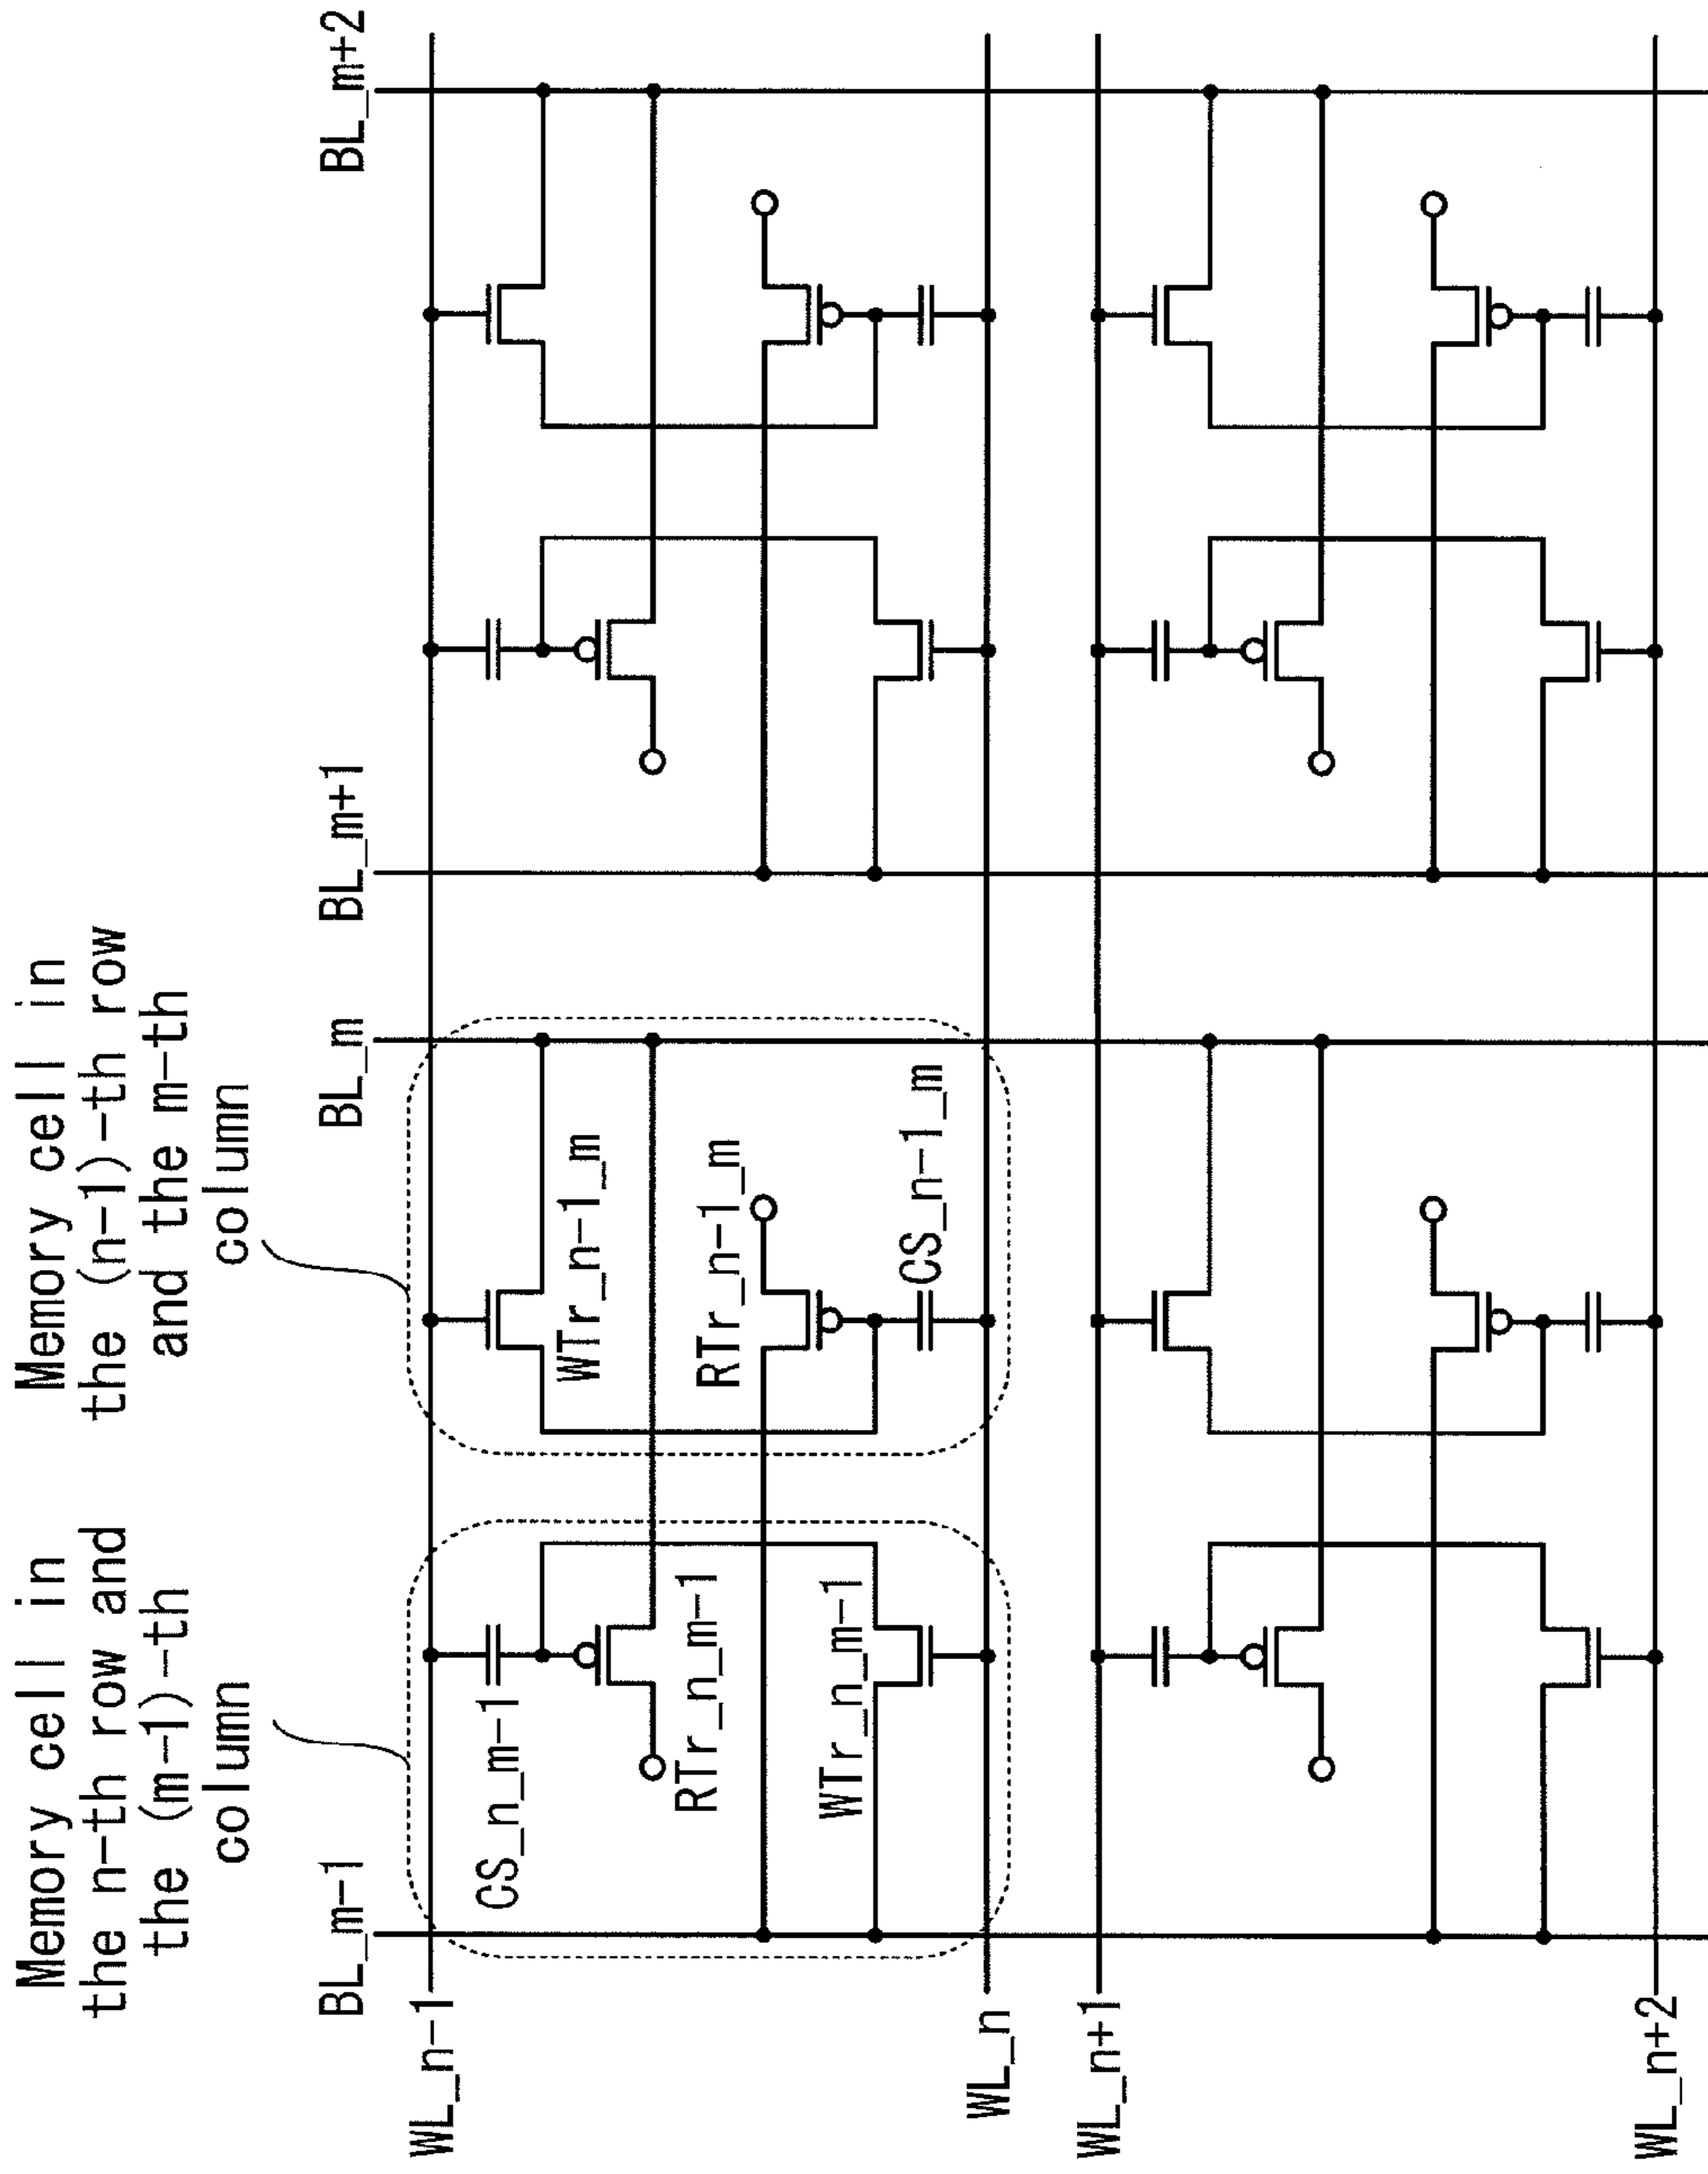 Memory cell in
the n-th row and
the (m-1)-th
column
Memory cell in
the (n-1)-th row
and the m-th
column
BL_m-1
BL_m
BL_m+1
BL_m+2
WL_n-1
CS_n_m-1
WTr_n-1_m
RTr_n_m-1
RTr_n-1_m
WTr_n_m-1
CS_n-1_m
WL_n
WL_n+1
WL_n+2